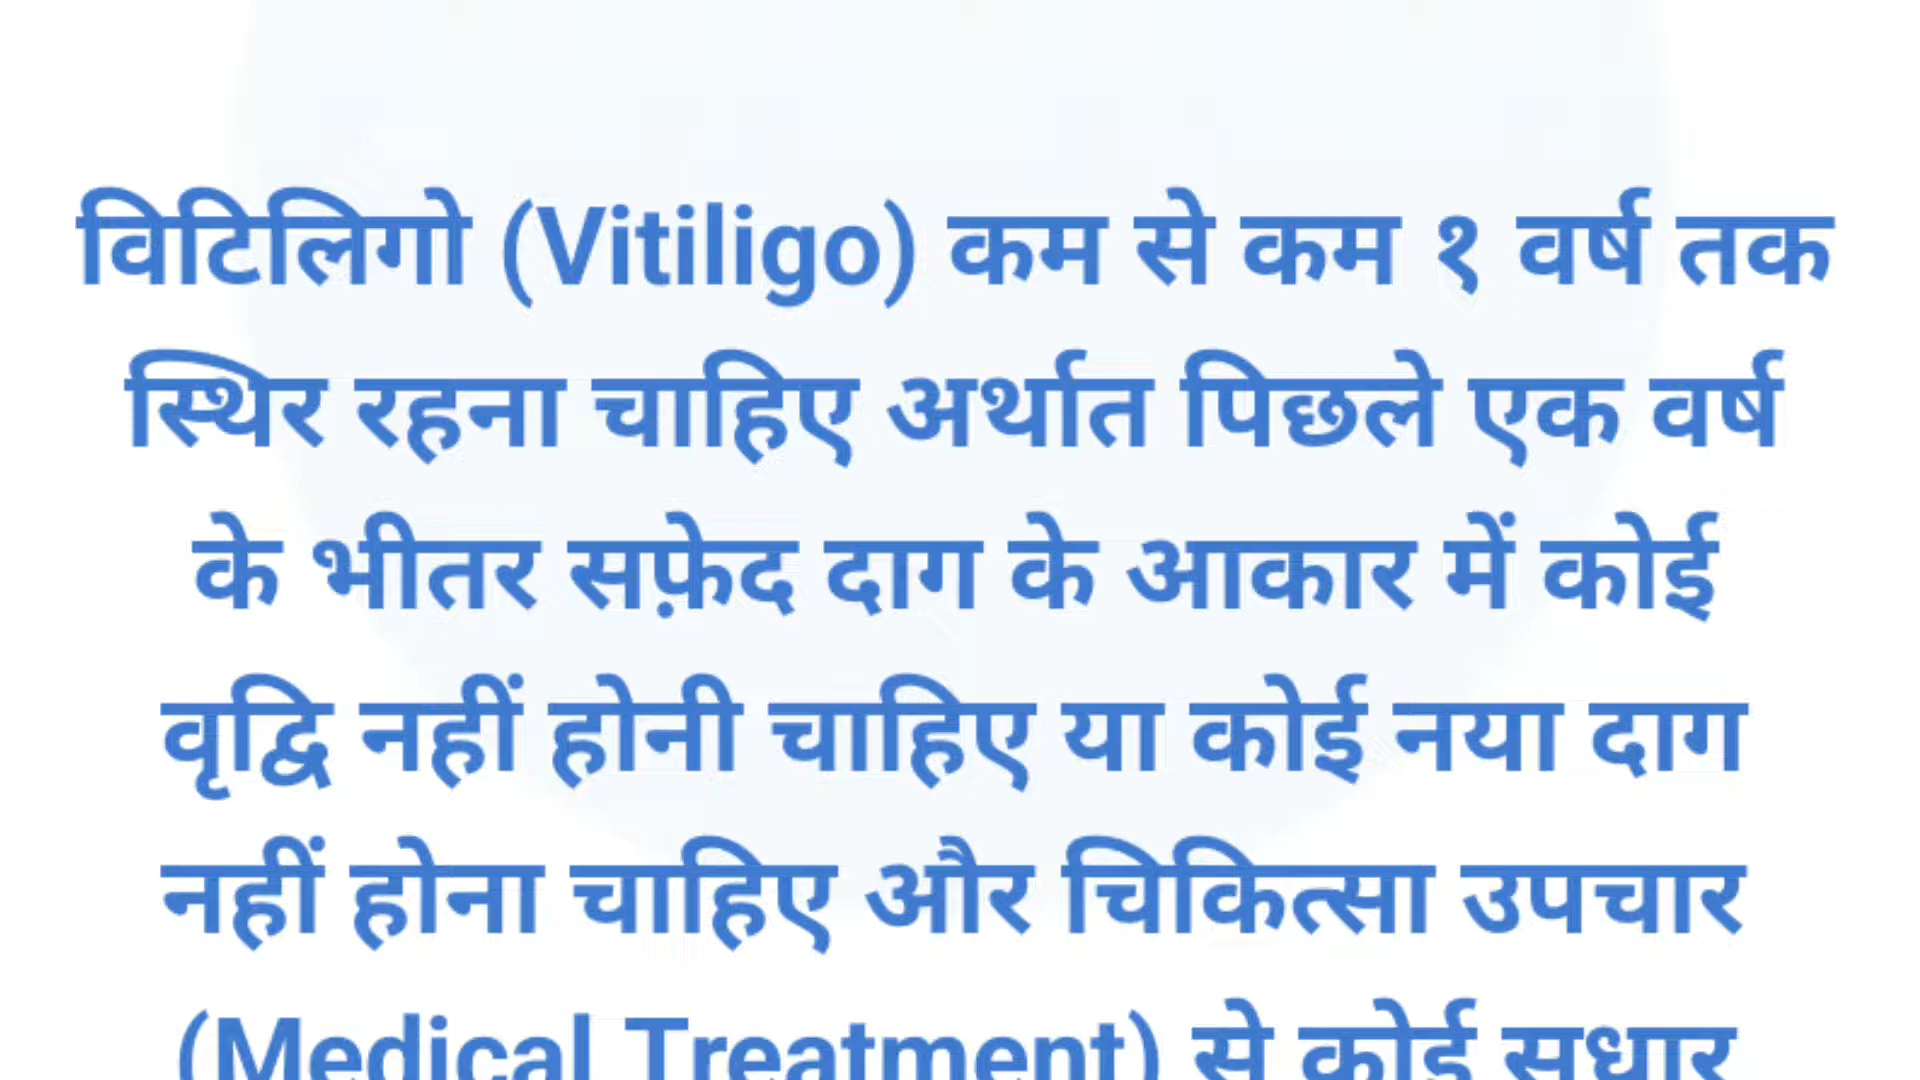 विटिलिगो (Vitiligo) कम से कम १ वर्ष तक
स्थिर रहना चाहिए अर्थात पिछले एक वर्ष
के भीतर सफ़ेद दाग के आकार में कोई
वृद्धि नहीं होनी चाहिए या कोई नया दाग
नहीं होना चाहिए और चिकित्सा उपचार
(Medical Treatment) से कोई सुधार